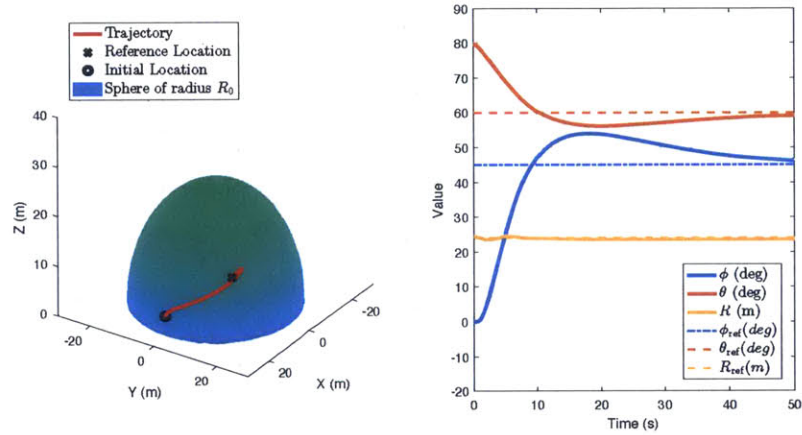 Trajectory
Reference Location
Initial Location
Sphere of radius R₀
40
30
20
10
0
Z (m)
-20
0
20
Y (m)
-20
0
20
X (m)
90
80
70
60
50
40
30
20
10
0
-10
-20
Value
0 10 20 30 40 50
Time (s)
ϕ (deg)
θ (deg)
R (m)
ϕref(deg)
θref(deg)
Rref(m)